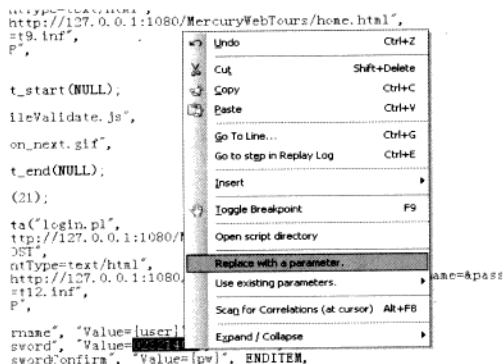 http://127.0.0.1:1080/MercuryWebTours/home.html",
=t9.inf",
P",
t_start(NULL);
ileValidate.js",
on_next.gif",
t_end(NULL);
(21);
ta("login.pl",
ttp://127.0.0.1:1080/
OST",
ntType=text/html",
http://127.0.0.1:1080
ame=&pass
=t12.inf",
P",
rname", "Value={user}
sword", "Value=
swordConfirm", "Value={pw}", ENDITEM,
Undo Ctrl+Z
Cut Shift+Delete
Copy Ctrl+C
Paste Ctrl+V
Go To Line... Ctrl+G
Go to step in Replay Log Ctrl+E
Insert
Toggle Breakpoint F9
Open script directory
Replace with a parameter.
Use existing parameters.
Scan for Correlations (at cursor) Alt+F8
Expand / Collapse